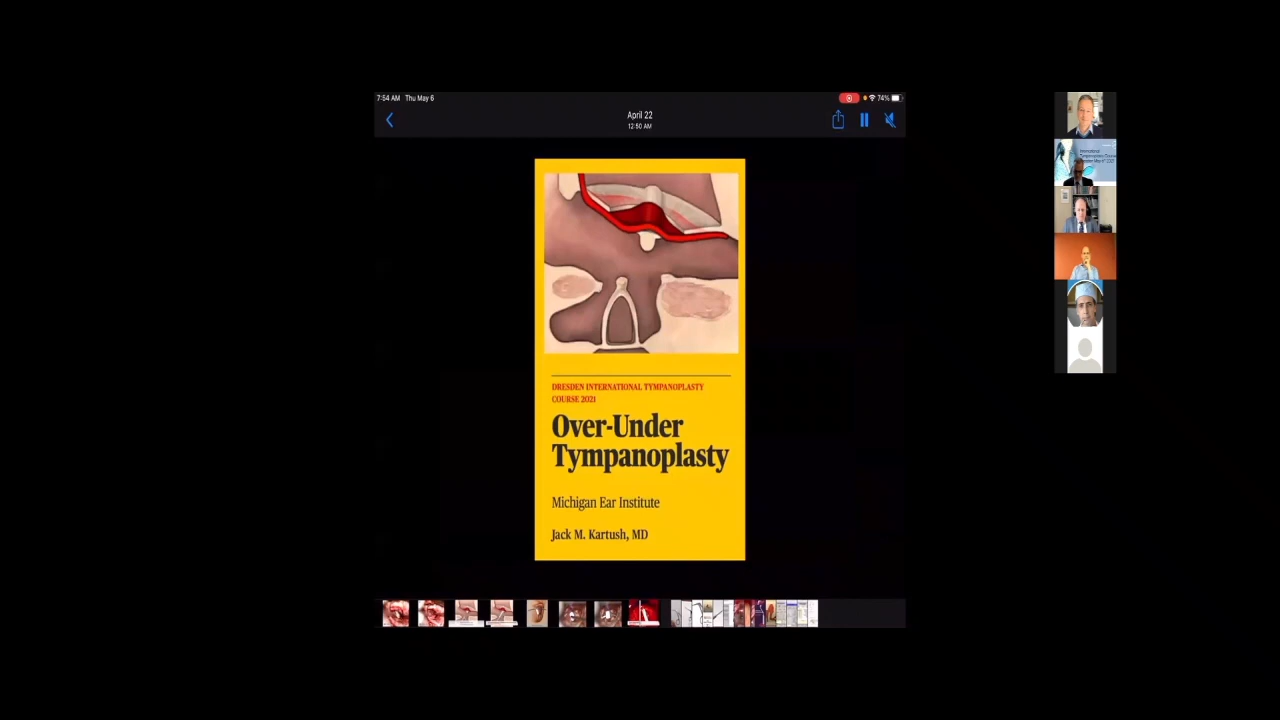 7:54 AM Thu May 6
74%
April 22
12:50 AM
DRESDEN INTERNATIONAL TYMPANOPLASTY
COURSE 2021
Over-Under
Tympanoplasty
Michigan Ear Institute
Jack M. Kartush, MD
International